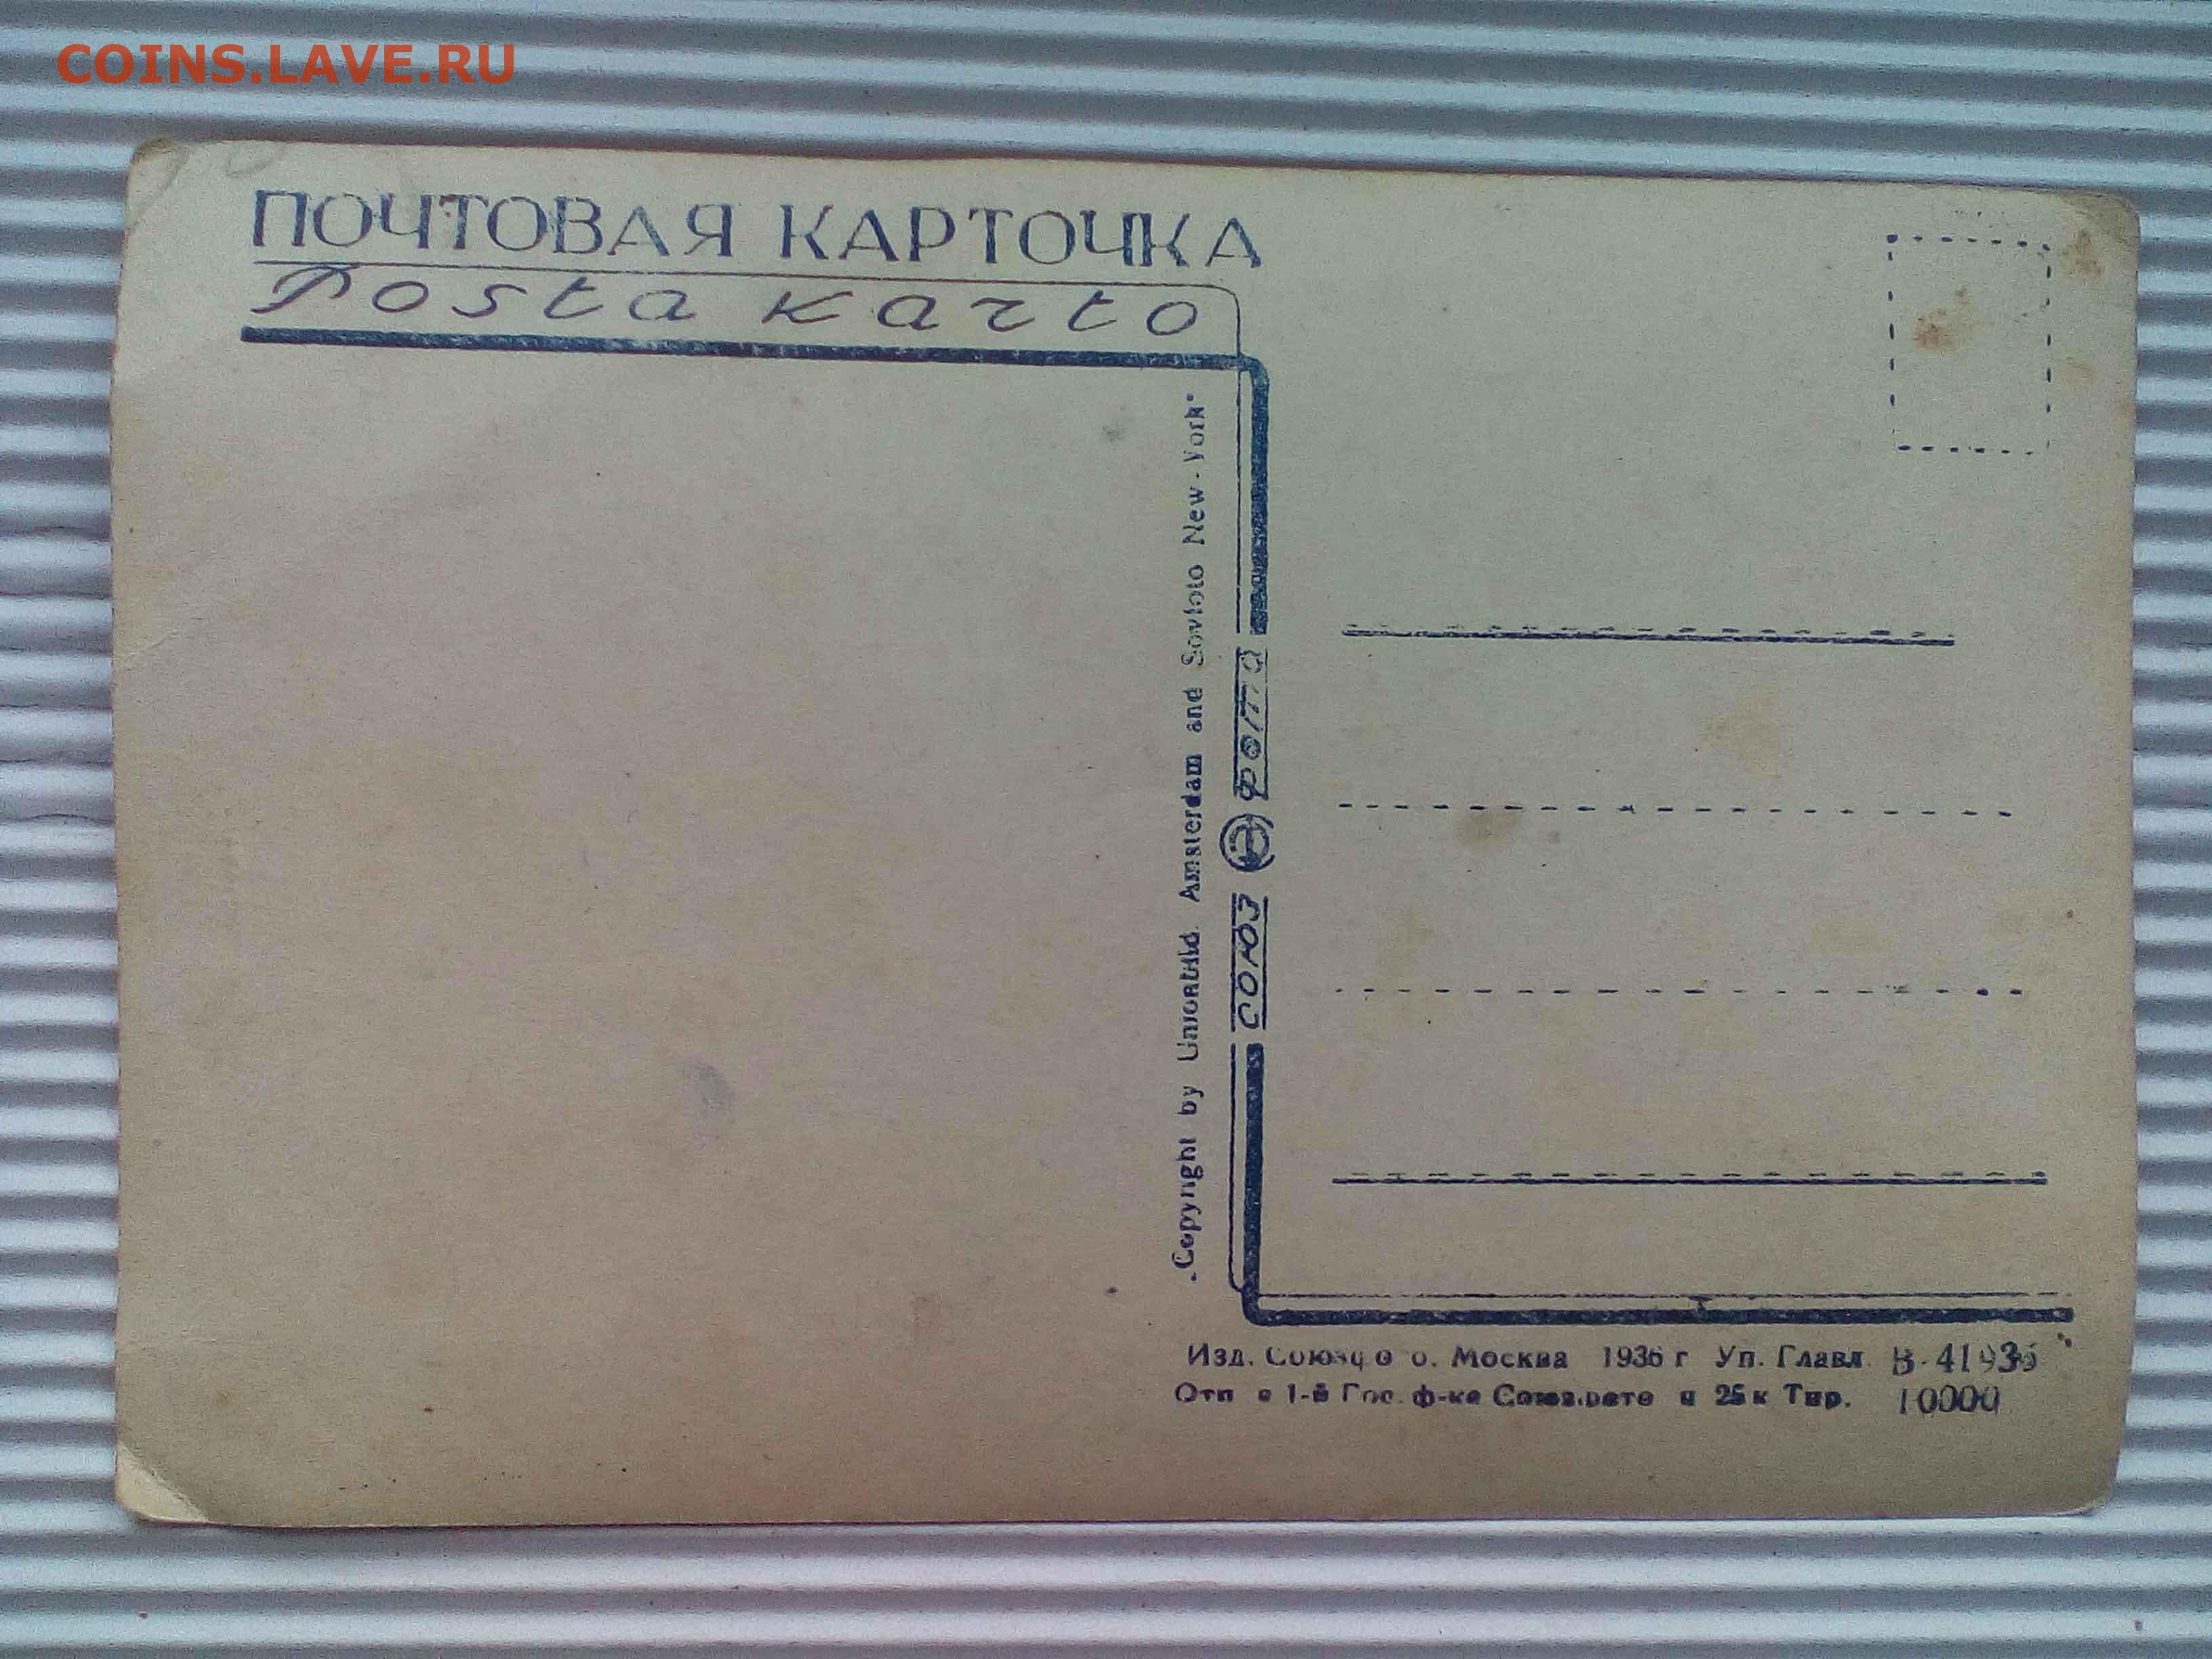 COINS.LAVE.RU
ПОЧТОВАЯ КАРТОЧКА
Posta karto
"Copyright by Unionbild. Amsterdam and Sovfoto New-York"
СОЮЗ ФОТО
Изд. Союзфото. Москва 1936 г Уп. Главл. В-41936
Отп в 1-й Гос. ф-ке Союзфото ц 25 к Тир. 10000